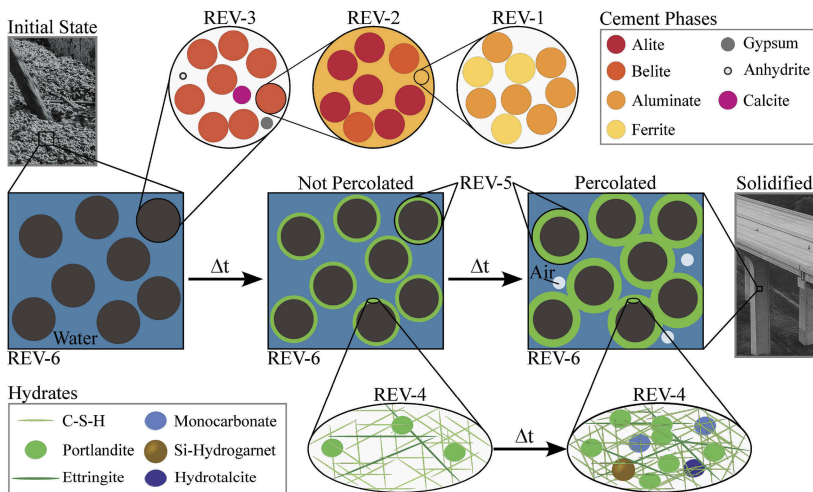 Initial State
REV-3
REV-2
REV-1
Cement Phases
Alite
Gypsum
Belite
Anhydrite
Aluminate
Calcite
Ferrite
Not Percolated
REV-5
Percolated
Solidified
Δt
Δt
Air
Water
REV-6
REV-6
REV-6
Hydrates
C-S-H
Monocarbonate
Portlandite
Si-Hydrogarnet
Ettringite
Hydrotalcite
REV-4
Δt
REV-4